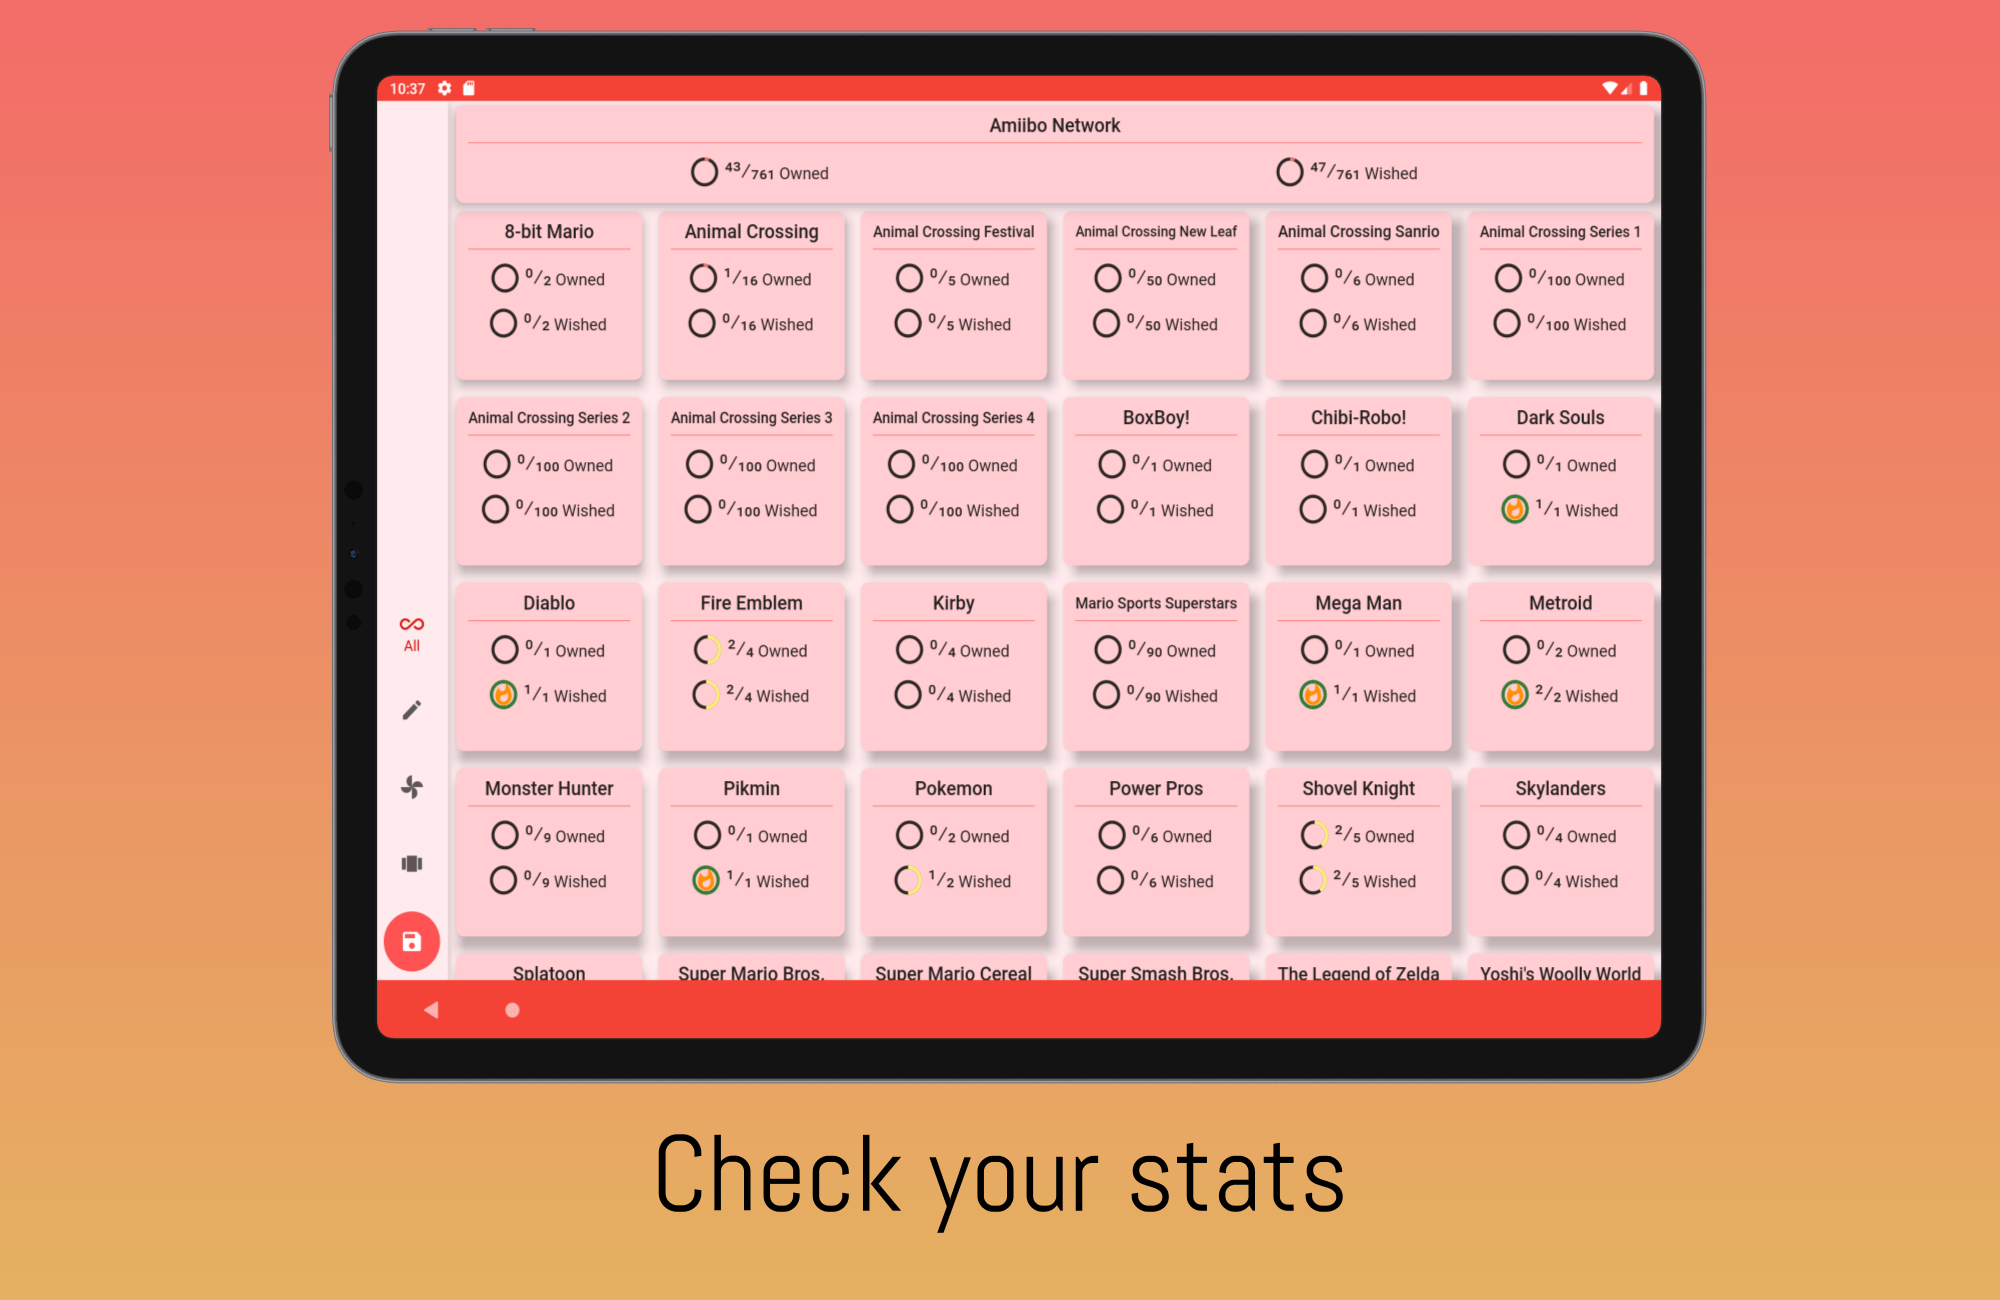 10:37
Amiibo Network
43/761 Owned 47/761 Wished
8-bit Mario Animal Crossing Animal Crossing Festival Animal Crossing New Leaf Animal Crossing Sanrio Animal Crossing Series 1
0/2 Owned 1/16 Owned 0/5 Owned 0/50 Owned 0/6 Owned 0/100 Owned
0/2 Wished 0/16 Wished 0/5 Wished 0/50 Wished 0/6 Wished 0/100 Wished
Animal Crossing Series 2 Animal Crossing Series 3 Animal Crossing Series 4 BoxBoy! Chibi-Robo! Dark Souls
0/100 Owned 0/100 Owned 0/100 Owned 0/1 Owned 0/1 Owned 0/1 Owned
0/100 Wished 0/100 Wished 0/100 Wished 0/1 Wished 0/1 Wished 1/1 Wished
Diablo Fire Emblem Kirby Mario Sports Superstars Mega Man Metroid
0/1 Owned 2/4 Owned 0/4 Owned 0/90 Owned 0/1 Owned 0/2 Owned
All
1/1 Wished 2/4 Wished 0/4 Wished 0/90 Wished 1/1 Wished 2/2 Wished
Monster Hunter Pikmin Pokemon Power Pros Shovel Knight Skylanders
0/9 Owned 0/1 Owned 0/2 Owned 0/6 Owned 2/5 Owned 0/4 Owned
0/9 Wished 1/1 Wished 1/2 Wished 0/6 Wished 2/5 Wished 0/4 Wished
Splatoon Super Mario Bros. Super Mario Cereal Super Smash Bros. The Legend of Zelda Yoshi's Woolly World
Check your stats